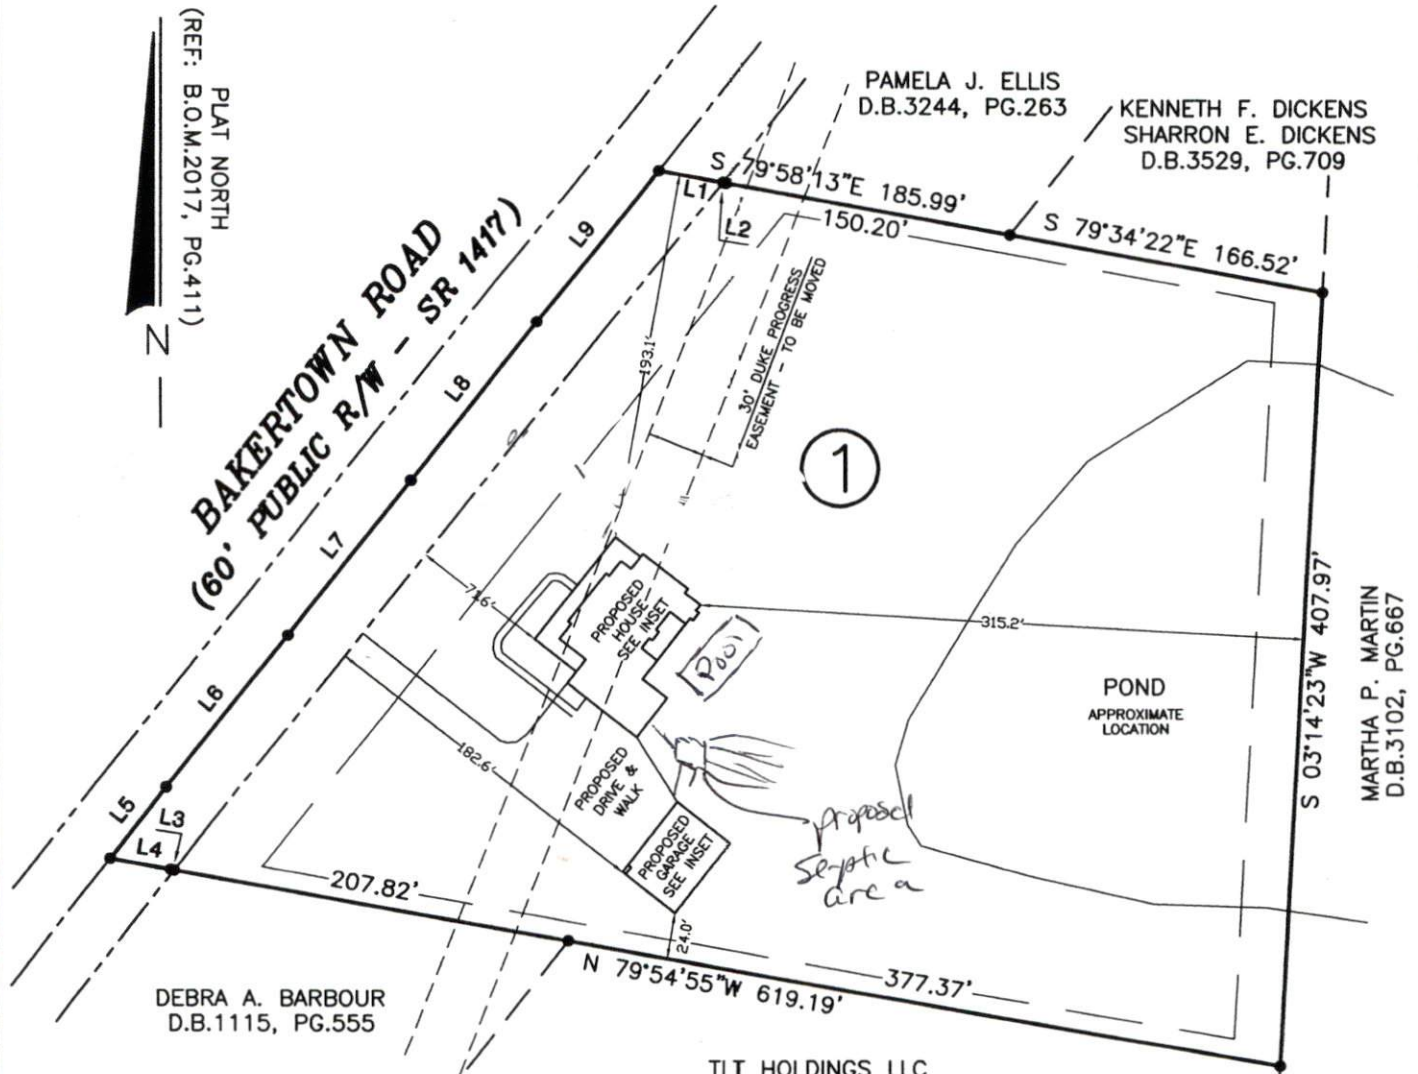 PLAT NORTH
(REF: B.O.M.2017, PG.411)
N
BAKERTOWN ROAD
(60' PUBLIC R/W - SR 1417)
PAMELA J. ELLIS
D.B.3244, PG.263
KENNETH F. DICKENS
SHARRON E. DICKENS
D.B.3529, PG.709
S 79°58'13"E 185.99'
150.20'
S 79°34'22"E 166.52'
L1
L2
L9
L8
L7
L6
L5
L3
L4
193.1'
30' DUKE PROGRESS
EASEMENT - TO BE MOVED
1
71.6'
PROPOSED
HOUSE
SEE INSET
Pool
315.2'
POND
APPROXIMATE
LOCATION
S 03°14'23"W 407.97'
MARTHA P. MARTIN
D.B.3102, PG.667
182.6'
PROPOSED
DRIVE &
WALK
PROPOSED
GARAGE
SEE INSET
proposed
Septic
area
207.82'
24.0'
N 79°54'55"W 619.19'
377.37'
DEBRA A. BARBOUR
D.B.1115, PG.555
TLT HOLDINGS LLC